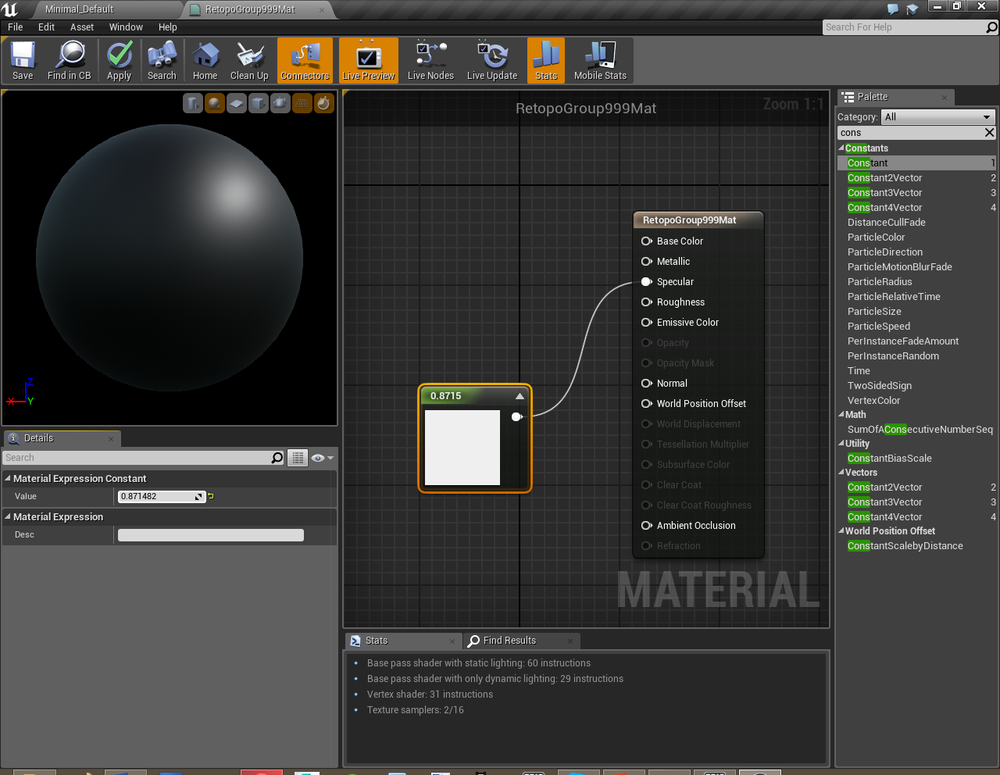 Minimal_Default
RetopoGroup999Mat
File Edit Asset Window Help
Search For Help
Save
Find in CB
Apply
Search
Home
Clean Up
Connectors
Live Preview
Live Nodes
Live Update
Stats
Mobile Stats
Z
X
Y
Details
Search
Material Expression Constant
Value 0.871482
Material Expression
Desc
RetopoGroup999Mat
Zoom 1:1
RetopoGroup999Mat
Base Color
Metallic
Specular
Roughness
Emissive Color
Opacity
Opacity Mask
Normal
World Position Offset
World Displacement
Tessellation Multiplier
Subsurface Color
Clear Coat
Clear Coat Roughness
Ambient Occlusion
Refraction
0.8715
MATERIAL
Stats
Find Results
Base pass shader with static lighting: 60 instructions
Base pass shader with only dynamic lighting: 29 instructions
Vertex shader: 31 instructions
Texture samplers: 2/16
Palette
Category: All
cons
Constants
Constant 1
Constant2Vector 2
Constant3Vector 3
Constant4Vector 4
DistanceCullFade
ParticleColor
ParticleDirection
ParticleMotionBlurFade
ParticleRadius
ParticleRelativeTime
ParticleSize
ParticleSpeed
PerInstanceFadeAmount
PerInstanceRandom
Time
TwoSidedSign
VertexColor
Math
SumOfAConsecutiveNumberSeq
Utility
ConstantBiasScale
Vectors
Constant2Vector 2
Constant3Vector 3
Constant4Vector 4
World Position Offset
ConstantScalebyDistance